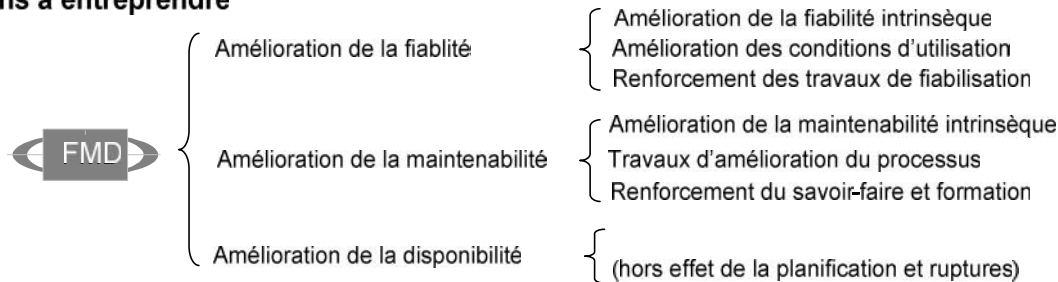 ns à entreprendre
FMD
Amélioration de la fiablité
Amélioration de la fiabilité intrinsèque
Amélioration des conditions d'utilisation
Renforcement des travaux de fiabilisation
Amélioration de la maintenabilité
Amélioration de la maintenabilité intrinsèque
Travaux d'amélioration du processus
Renforcement du savoir-faire et formation
Amélioration de la disponibilité
(hors effet de la planification et ruptures)